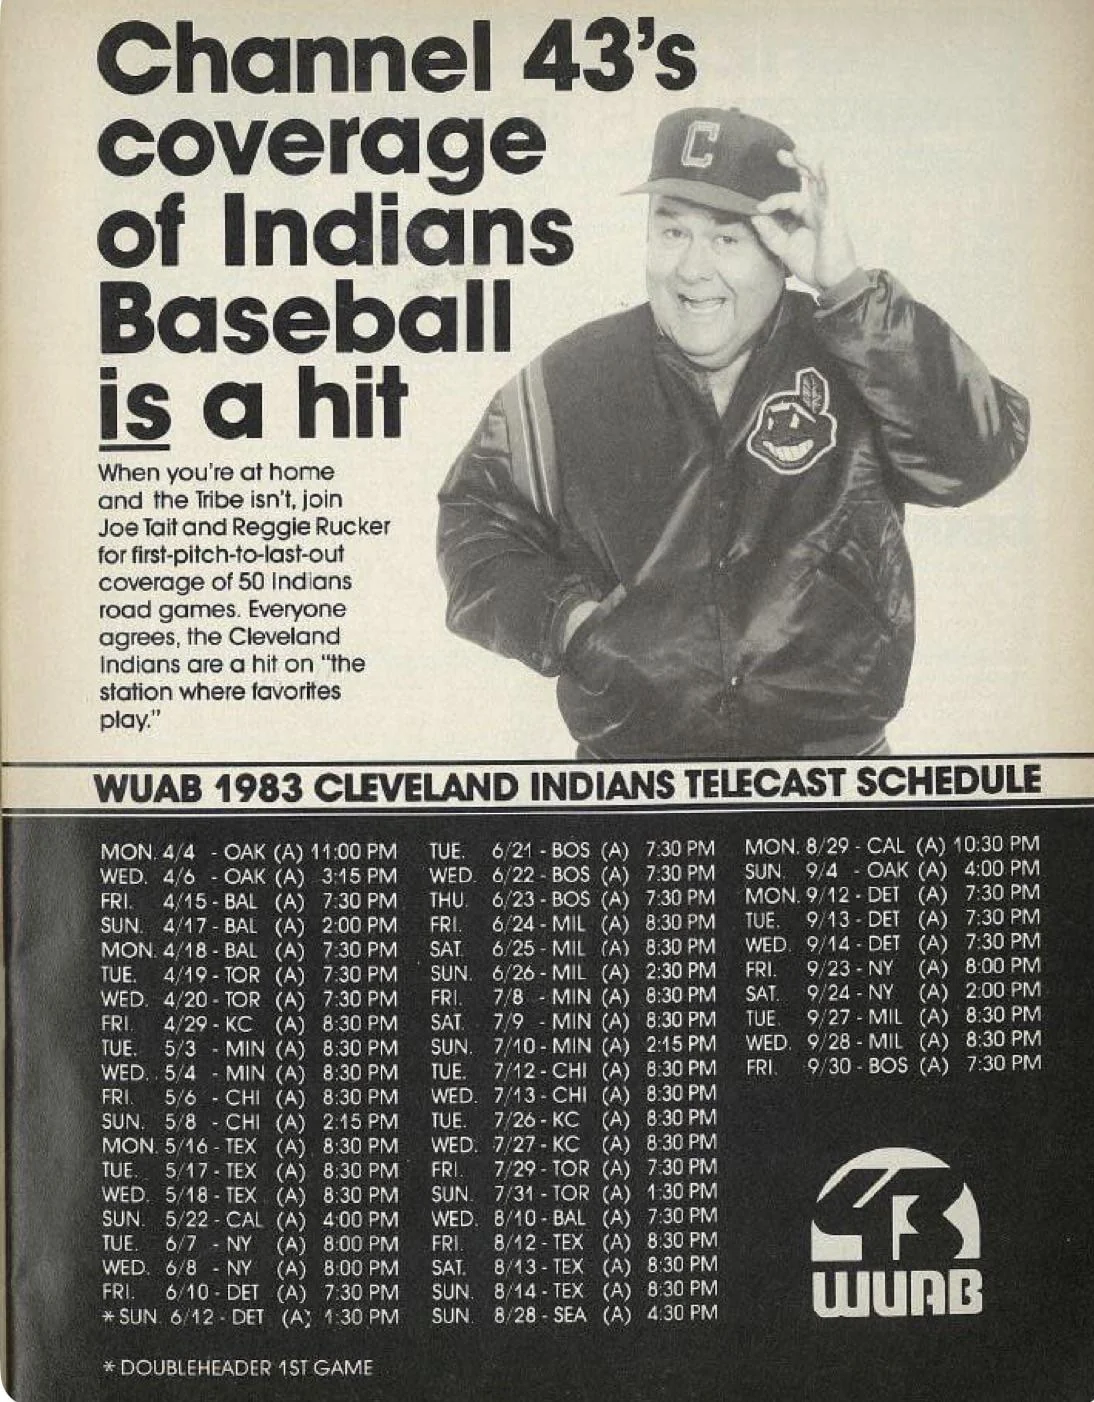 Channel 43's
coverage
of Indians
Baseball
is a hit
C
When you're at home
and the Tribe isn't, join
Joe Tait and Reggie Rucker
for first-pitch-to-last-out
coverage of 50 Indians
road games. Everyone
agrees, the Cleveland
Indians are a hit on "the
station where favorites
play."
WUAB 1983 CLEVELAND INDIANS TELECAST SCHEDULE
MON. 4/4 - OAK (A) 11:00 PM
WED. 4/6 - OAK (A) 3:15 PM
FRI. 4/15 - BAL (A) 7:30 PM
SUN. 4/17 - BAL (A) 2:00 PM
MON. 4/18 - BAL (A) 7:30 PM
TUE. 4/19 - TOR (A) 7:30 PM
WED. 4/20 - TOR (A) 7:30 PM
FRI. 4/29 - KC (A) 8:30 PM
TUE. 5/3 - MIN (A) 8:30 PM
WED. 5/4 - MIN (A) 8:30 PM
FRI. 5/6 - CHI (A) 8:30 PM
SUN. 5/8 - CHI (A) 2:15 PM
MON. 5/16 - TEX (A) 8:30 PM
TUE. 5/17 - TEX (A) 8:30 PM
WED. 5/18 - TEX (A) 8:30 PM
SUN. 5/22 - CAL (A) 4:00 PM
TUE. 6/7 - NY (A) 8:00 PM
WED. 6/8 - NY (A) 8:00 PM
FRI. 6/10 - DET (A) 7:30 PM
* SUN. 6/12 - DET (A) 1:30 PM
* DOUBLEHEADER 1ST GAME
TUE. 6/21 - BOS (A) 7:30 PM
WED. 6/22 - BOS (A) 7:30 PM
THU. 6/23 - BOS (A) 7:30 PM
FRI. 6/24 - MIL (A) 8:30 PM
SAT. 6/25 - MIL (A) 8:30 PM
SUN. 6/26 - MIL (A) 2:30 PM
FRI. 7/8 - MIN (A) 8:30 PM
SAT. 7/9 - MIN (A) 8:30 PM
SUN. 7/10 - MIN (A) 2:15 PM
TUE. 7/12 - CHI (A) 8:30 PM
WED. 7/13 - CHI (A) 8:30 PM
TUE. 7/26 - KC (A) 8:30 PM
WED. 7/27 - KC (A) 8:30 PM
FRI. 7/29 - TOR (A) 7:30 PM
SUN. 7/31 - TOR (A) 1:30 PM
WED. 8/10 - BAL (A) 7:30 PM
FRI. 8/12 - TEX (A) 8:30 PM
SAT. 8/13 - TEX (A) 8:30 PM
SUN. 8/14 - TEX (A) 8:30 PM
SUN. 8/28 - SEA (A) 4:30 PM
MON. 8/29 - CAL (A) 10:30 PM
SUN. 9/4 - OAK (A) 4:00 PM
MON. 9/12 - DET (A) 7:30 PM
TUE. 9/13 - DET (A) 7:30 PM
WED. 9/14 - DET (A) 7:30 PM
FRI. 9/23 - NY (A) 8:00 PM
SAT. 9/24 - NY (A) 2:00 PM
TUE. 9/27 - MIL (A) 8:30 PM
WED. 9/28 - MIL (A) 8:30 PM
FRI. 9/30 - BOS (A) 7:30 PM
43
WUAB